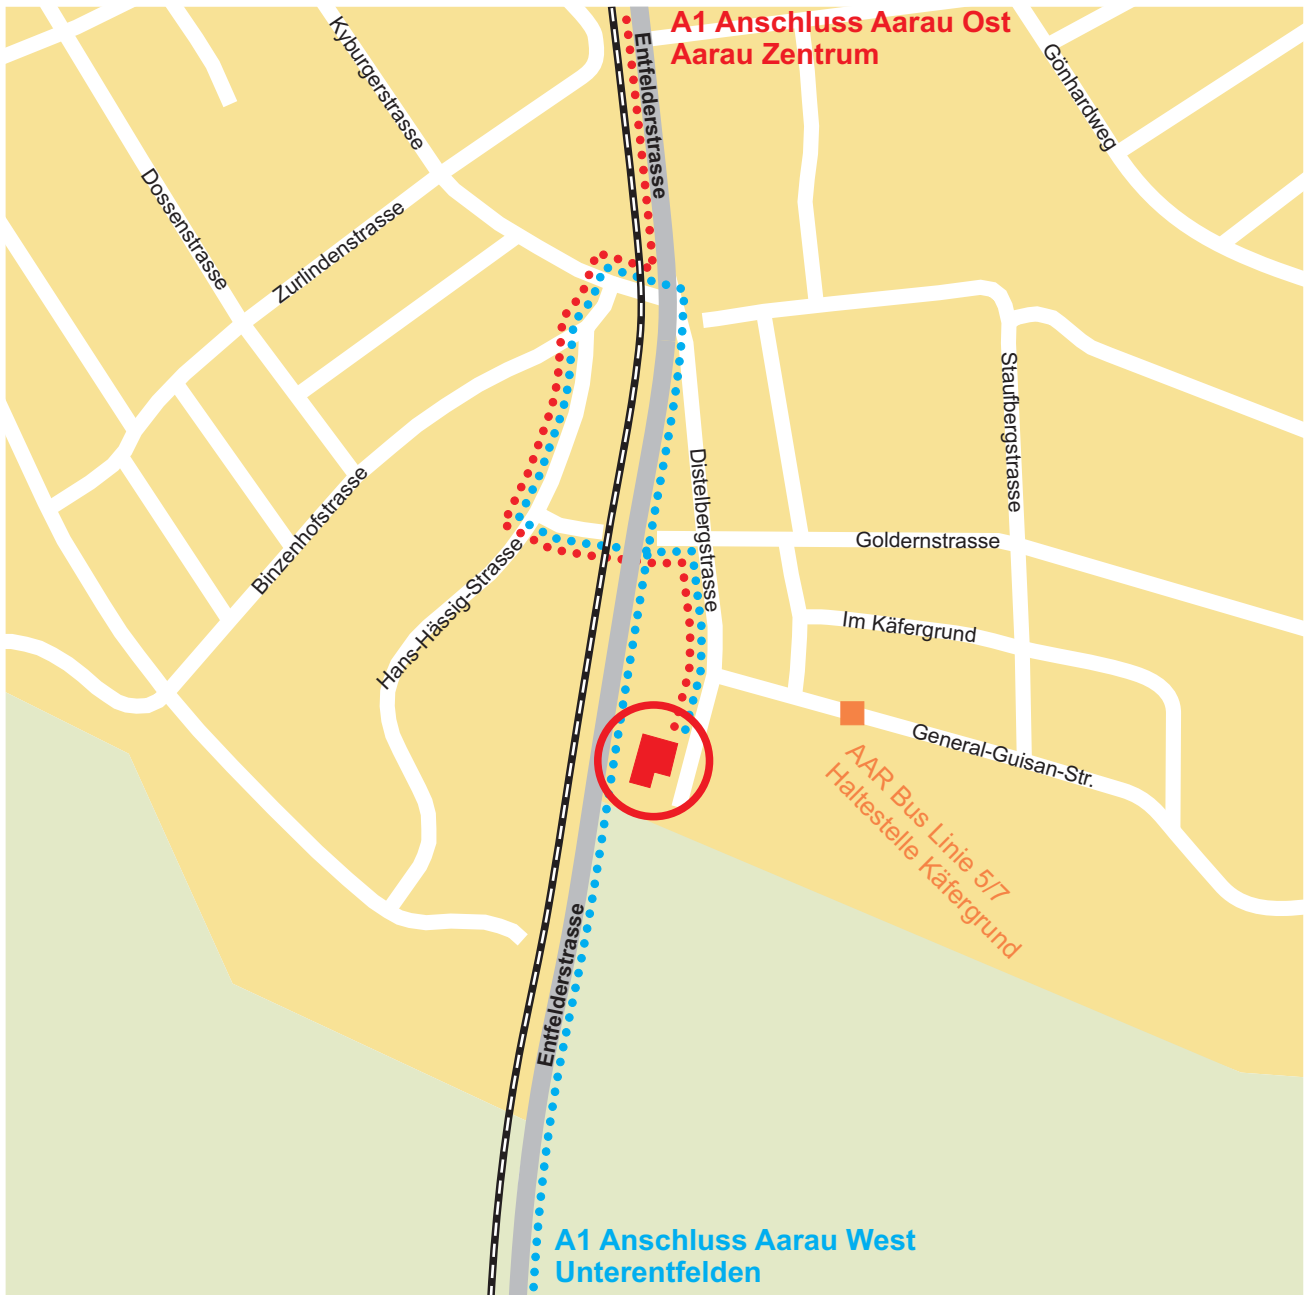 A1 Anschluss Aarau Ost
Aarau Zentrum
Kyburgerstrasse
Entfelderstrasse
Gönhardweg
Dossenstrasse
Zurlindenstrasse
Staufbergstrasse
Distelbergstrasse
Binzenhofstrasse
Goldernstrasse
Hans-Hässig-Strasse
Im Käfergrund
General-Guisan-Str.
AAR Bus Linie 5/7
Haltestelle Käfergrund
Entfelderstrasse
A1 Anschluss Aarau West
Unterentfelden